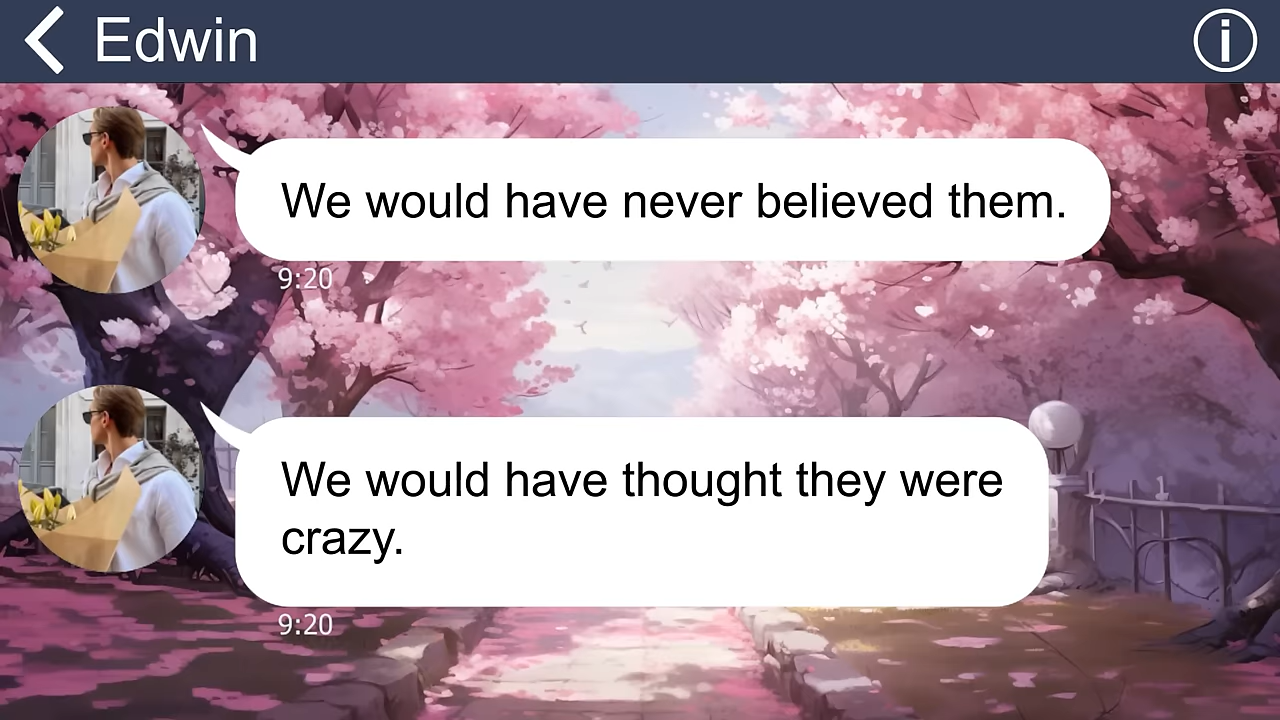 Edwin
We would have never believed them.
9:20
We would have thought they were
crazy.
9:20